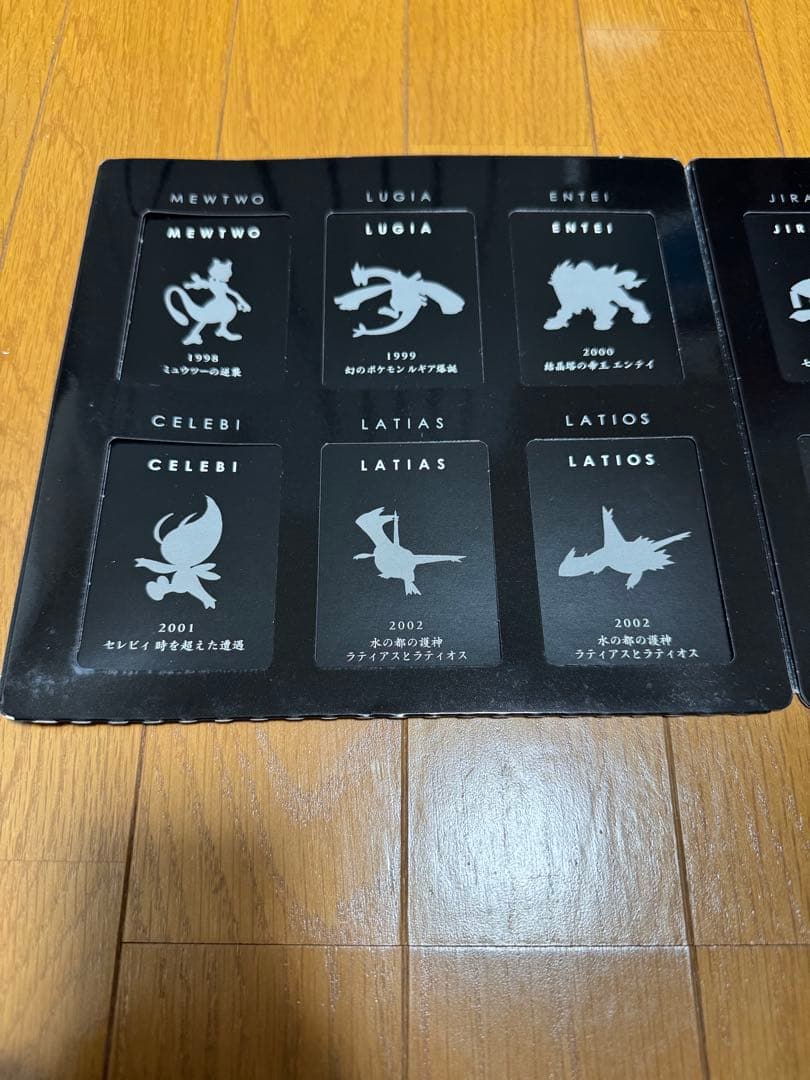 MEWTWO
LUGIA
ENTEI
JIRA
MEWTWO
1998
ミュウツーの逆襲
LUGIA
1999
幻のポケモン ルギア爆誕
ENTEI
2000
結晶塔の帝王 エンテイ
JIR
セ
CELEBI
LATIAS
LATIOS
CELEBI
2001
セレビィ 時を超えた遭遇
LATIAS
2002
水の都の護神
ラティアスとラティオス
LATIOS
2002
水の都の護神
ラティアスとラティオス